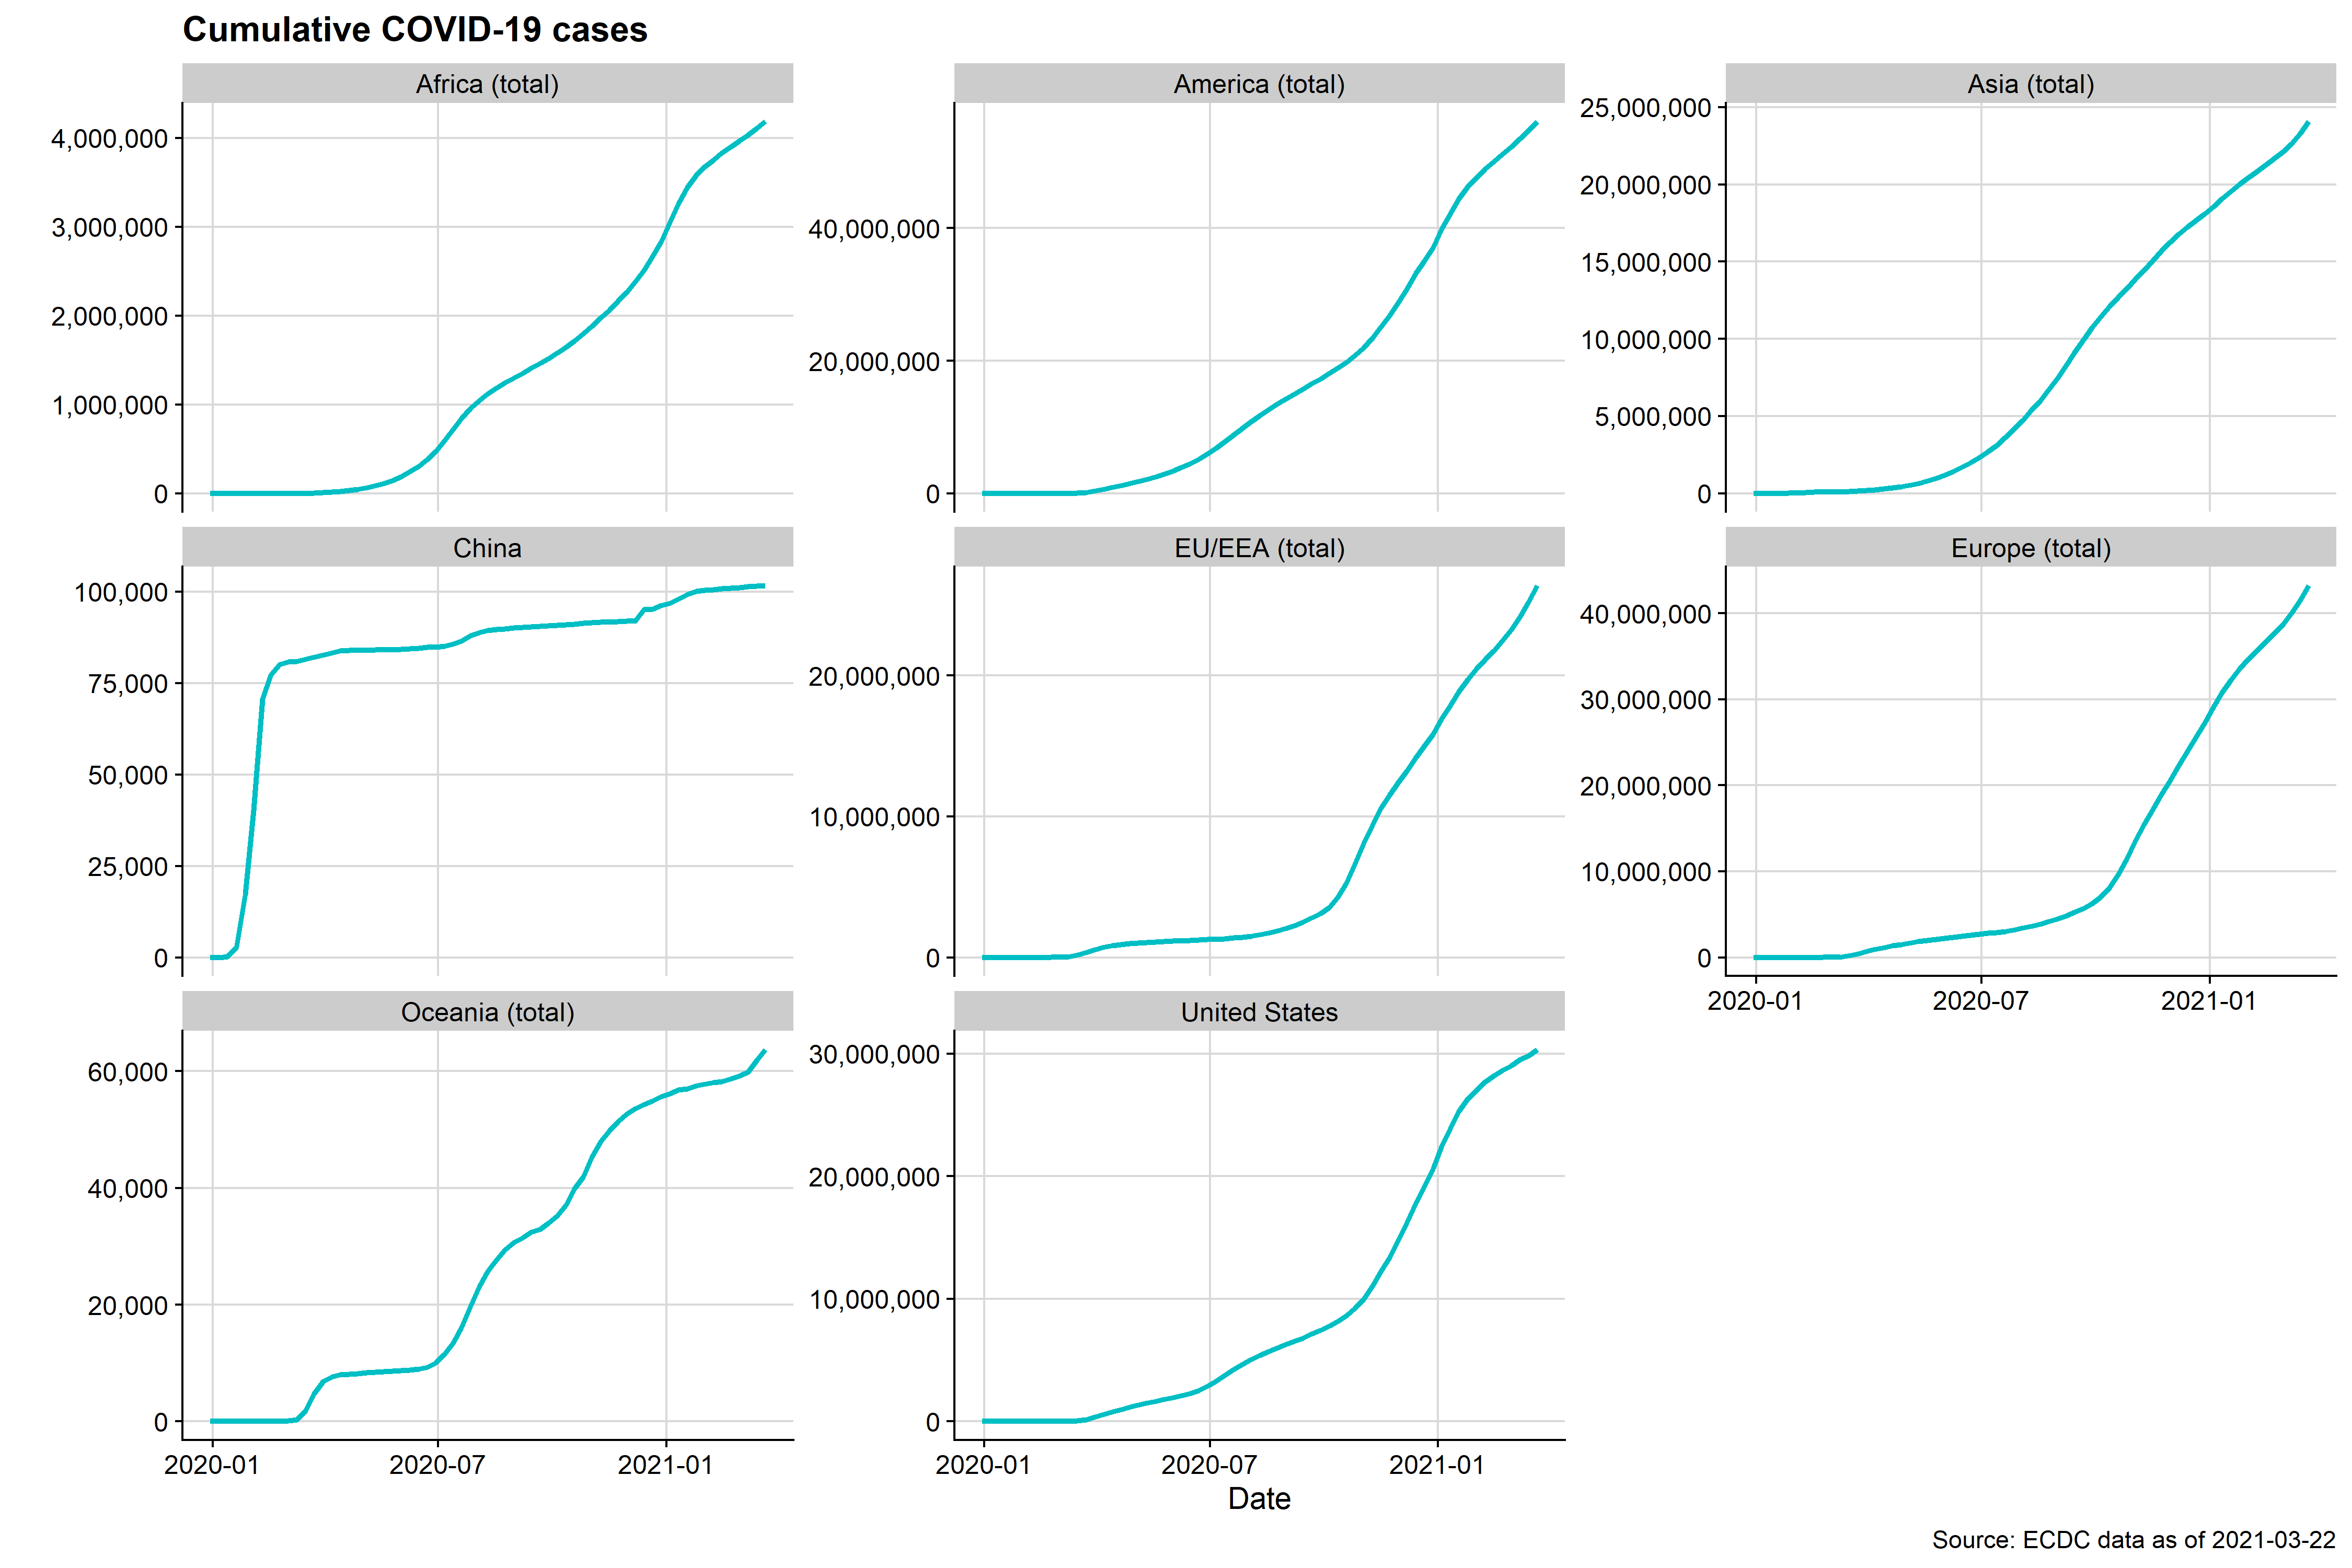 Cumulative COVID-19 cases
Africa (total)
4,000,000
3,000,000
2,000,000
1,000,000
0
America (total)
40,000,000
20,000,000
0
Asia (total)
25,000,000
20,000,000
15,000,000
10,000,000
5,000,000
0
China
100,000
75,000
50,000
25,000
0
EU/EEA (total)
20,000,000
10,000,000
0
Europe (total)
40,000,000
30,000,000
20,000,000
10,000,000
0
2020-01 2020-07 2021-01
Oceania (total)
60,000
40,000
20,000
0
2020-01 2020-07 2021-01
United States
30,000,000
20,000,000
10,000,000
0
2020-01 2020-07 2021-01
Date
Source: ECDC data as of 2021-03-22